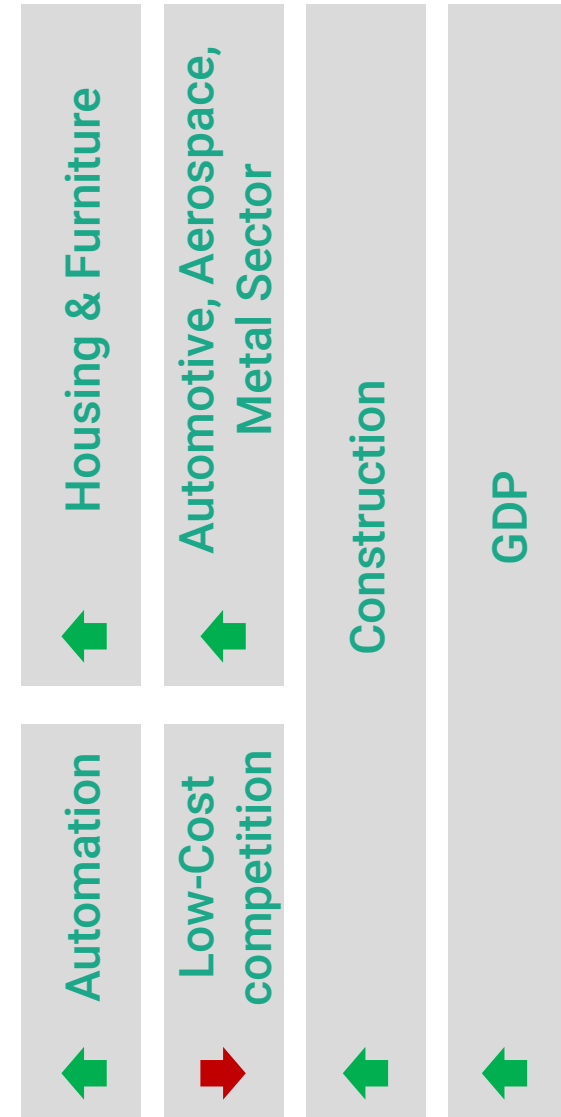 Housing & Furniture
Automotive, Aerospace,
Metal Sector
Construction
GDP
Automation
Low-Cost
competition